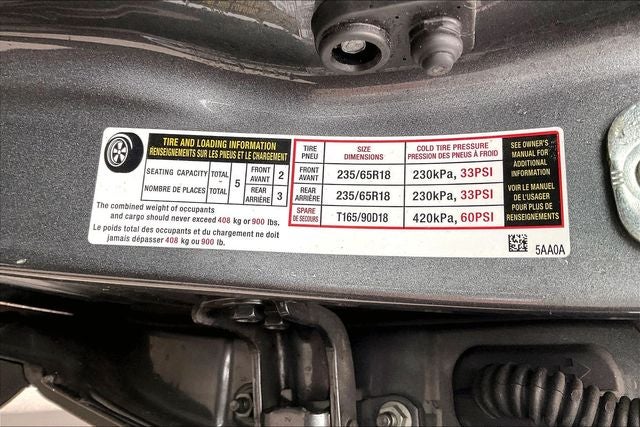 TIRE AND LOADING INFORMATION
RENSEIGNEMENTS SUR LES PNEUS ET LE CHARGEMENT
SEATING CAPACITY TOTAL 5 FRONT AVANT 2
NOMBRE DE PLACES TOTAL REAR ARRIÈRE 3
The combined weight of occupants
and cargo should never exceed 408 kg or 900 lbs.
Le poids total des occupants et du chargement ne doit
jamais dépasser 408 kg ou 900 lb.
TIRE PNEU SIZE DIMENSIONS COLD TIRE PRESSURE PRESSION DES PNEUS À FROID
FRONT AVANT 235/65R18 230kPa, 33PSI
REAR ARRIÈRE 235/65R18 230kPa, 33PSI
SPARE DE SECOURS T165/90D18 420kPa, 60PSI
SEE OWNER'S
MANUAL FOR
ADDITIONAL
INFORMATION
VOIR LE MANUEL
DE L'USAGER
POUR PLUS DE
RENSEIGNEMENTS
5AA0A